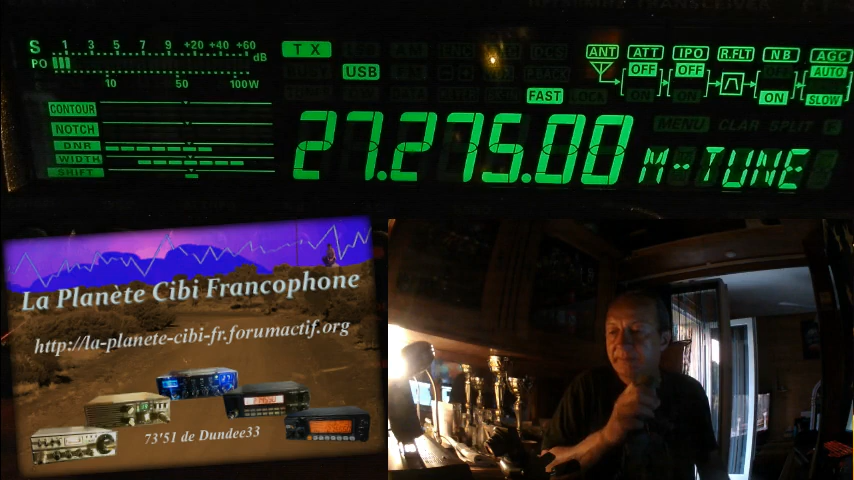 S 1 3 5 7 9 +20 +40 +60 dB
PO
10 50 100W
TX
USB
FAST
ANT ATT IPO R.FLT NB AGC
OFF OFF AUTO
ON SLOW
CONTOUR
NOTCH
DNR
WIDTH
SHIFT
27.275.00
MENU CLAR SPLIT
M--TUNE
La Planète Cibi Francophone
http://la-planete-cibi-fr.forumactif.org
73'51 de Dundee33